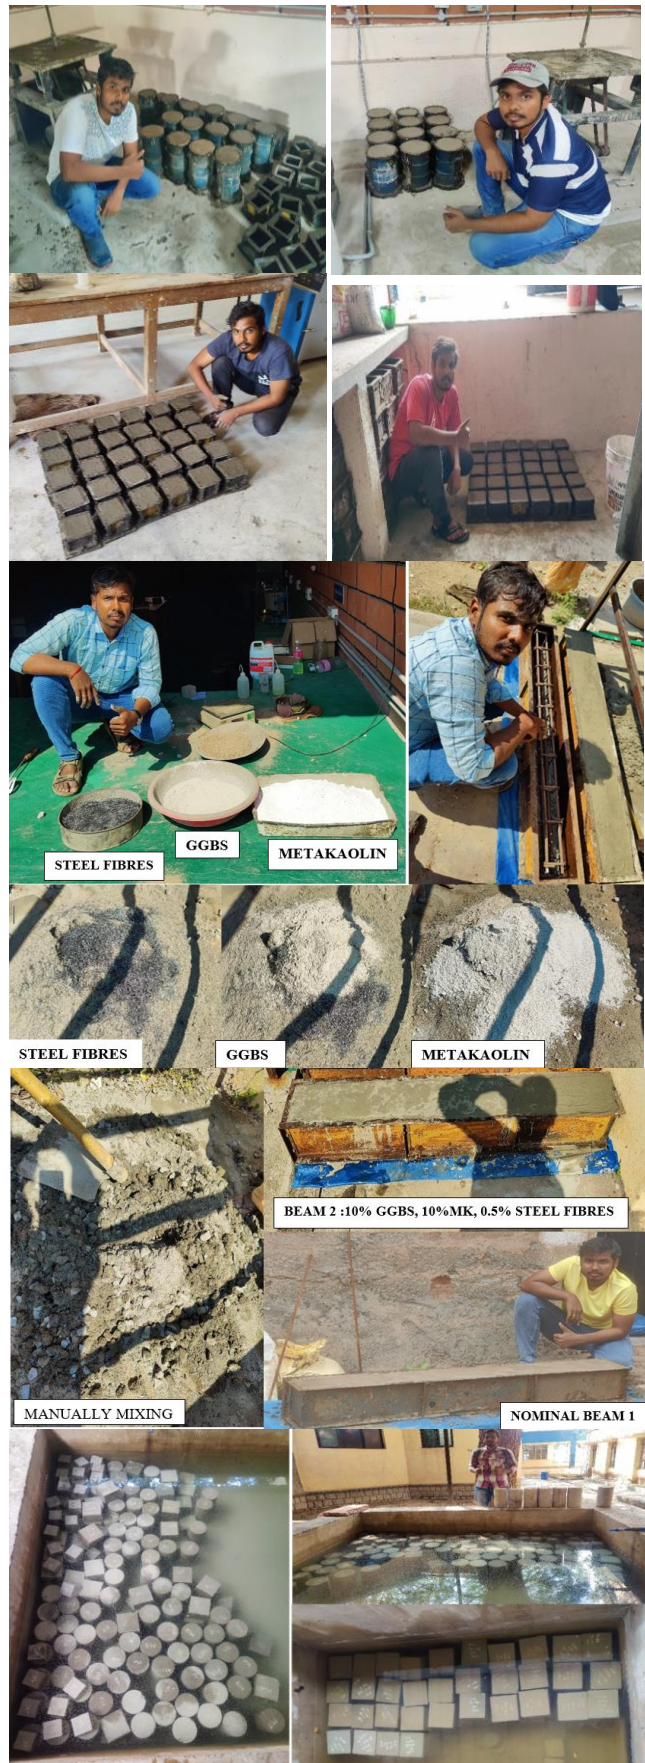 STEEL FIBRES
GGBS
METAKAOLIN
STEEL FIBRES
GGBS
METAKAOLIN
BEAM 2 :10% GGBS, 10%MK, 0.5% STEEL FIBRES
MANUALLY MIXING
NOMINAL BEAM 1